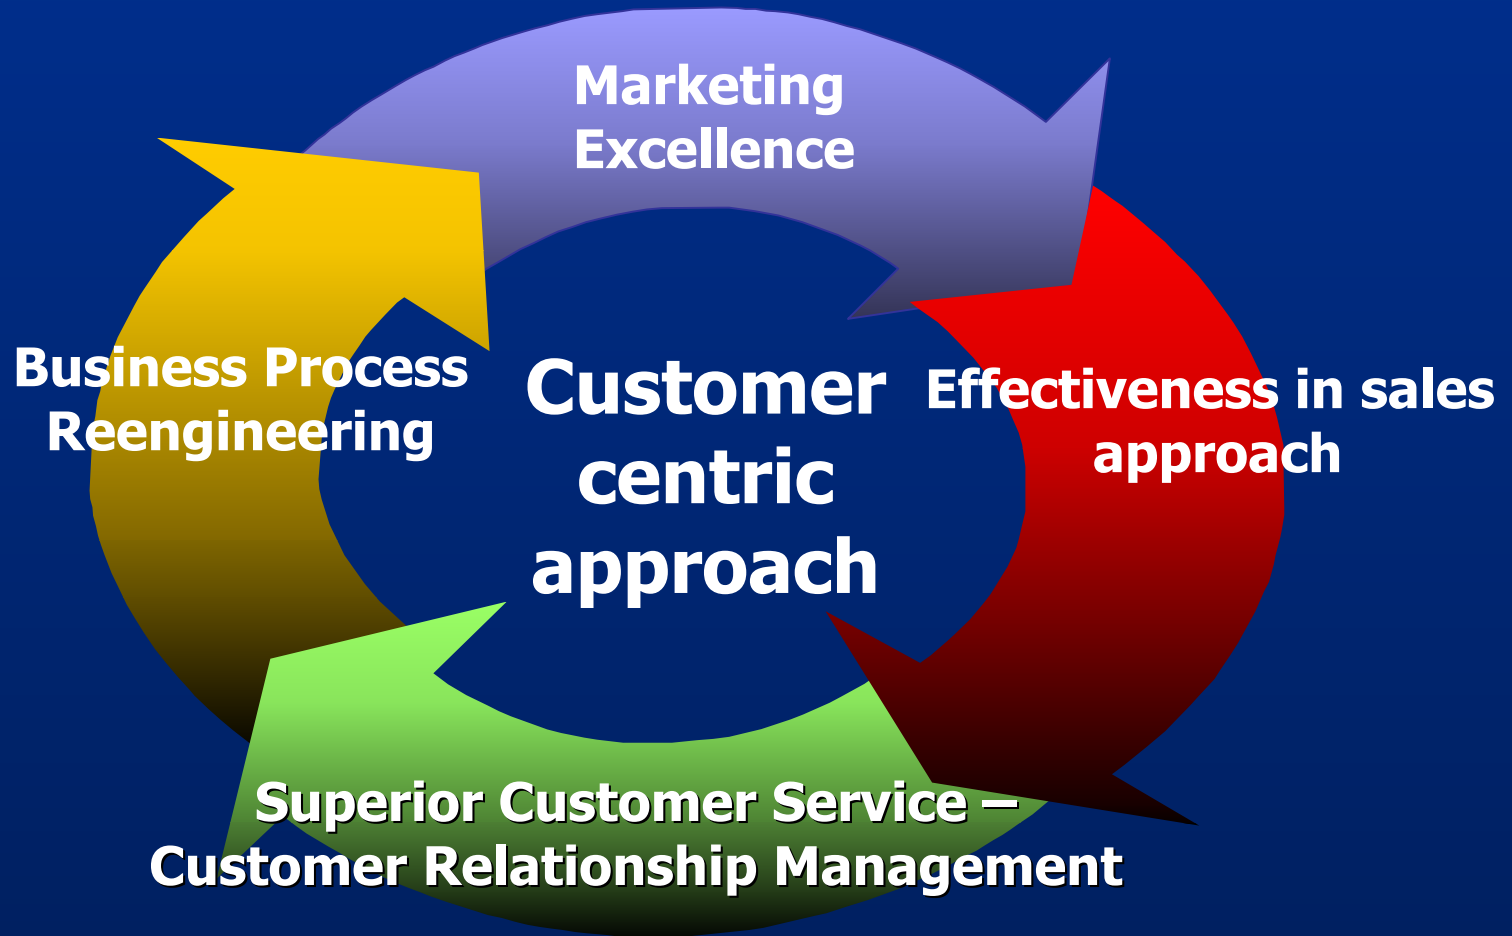 Marketing
Excellence
Business Process
Reengineering
Customer
centric
approach
Effectiveness in sales
approach
Superior Customer Service –
Customer Relationship Management